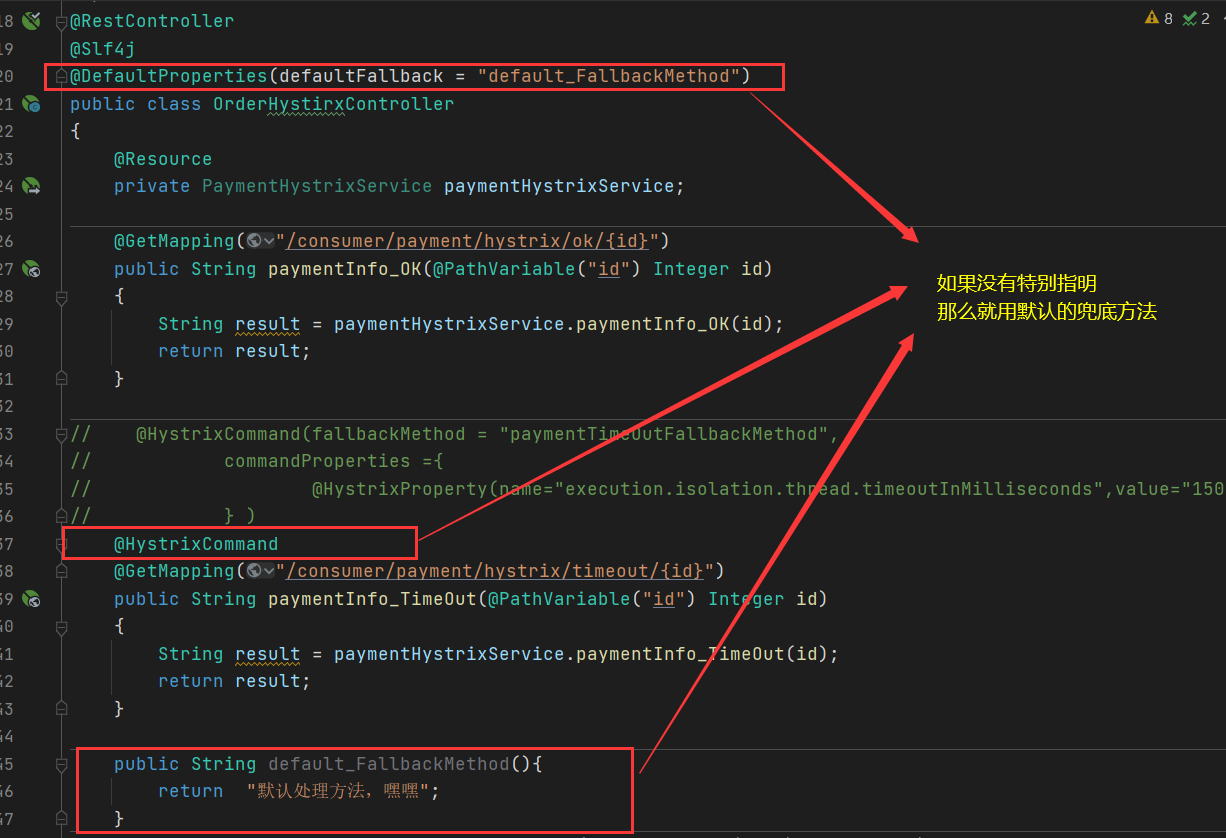 8 2
18 @RestController
19 @Slf4j
20 @DefaultProperties(defaultFallback = "default_FallbackMethod")
21 public class OrderHystirxController
22 {
23 @Resource
24 private PaymentHystrixService paymentHystrixService;
25
26 @GetMapping("/consumer/payment/hystrix/ok/{id}")
27 public String paymentInfo_OK(@PathVariable("id") Integer id)
28 {
29 String result = paymentHystrixService.paymentInfo_OK(id);
30 return result;
31 }
32
33 // @HystrixCommand(fallbackMethod = "paymentTimeOutFallbackMethod",
34 // commandProperties ={
35 // @HystrixProperty(name="execution.isolation.thread.timeoutInMilliseconds",value="150
36 // } )
37 @HystrixCommand
38 @GetMapping("/consumer/payment/hystrix/timeout/{id}")
39 public String paymentInfo_TimeOut(@PathVariable("id") Integer id)
40 {
41 String result = paymentHystrixService.paymentInfo_TimeOut(id);
42 return result;
43 }
44
45 public String default_FallbackMethod(){
46 return "默认处理方法，嘿嘿";
47 }
如果没有特别指明
那么就用默认的兜底方法